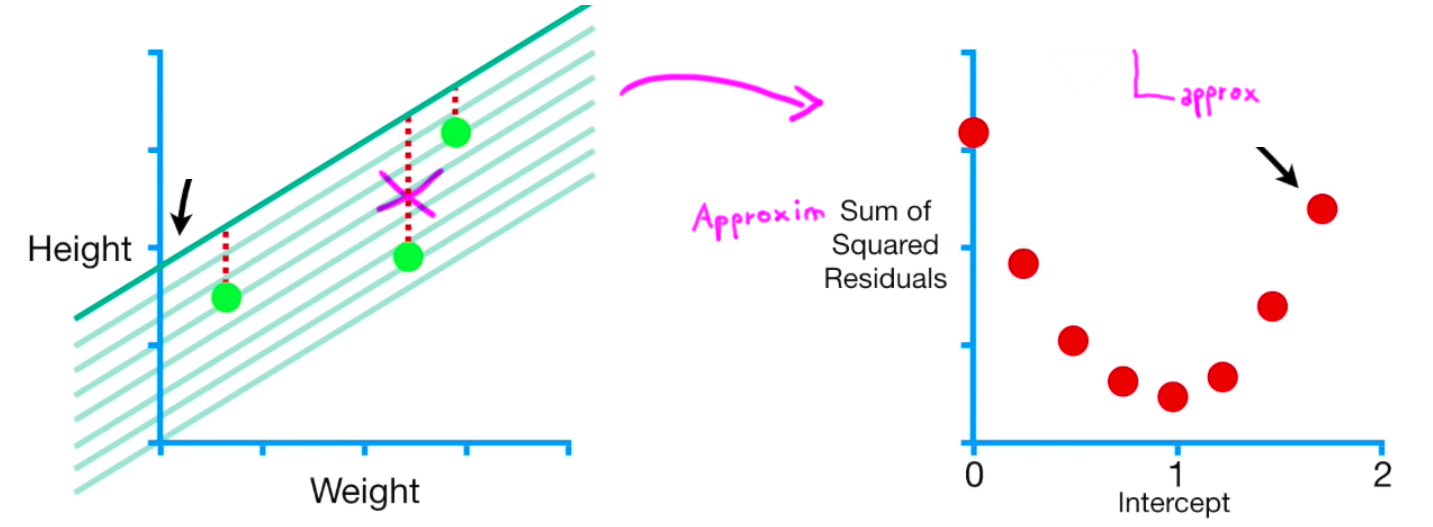 Height
Weight
approx
Approxim
Sum of
Squared
Residuals
0
1
2
Intercept